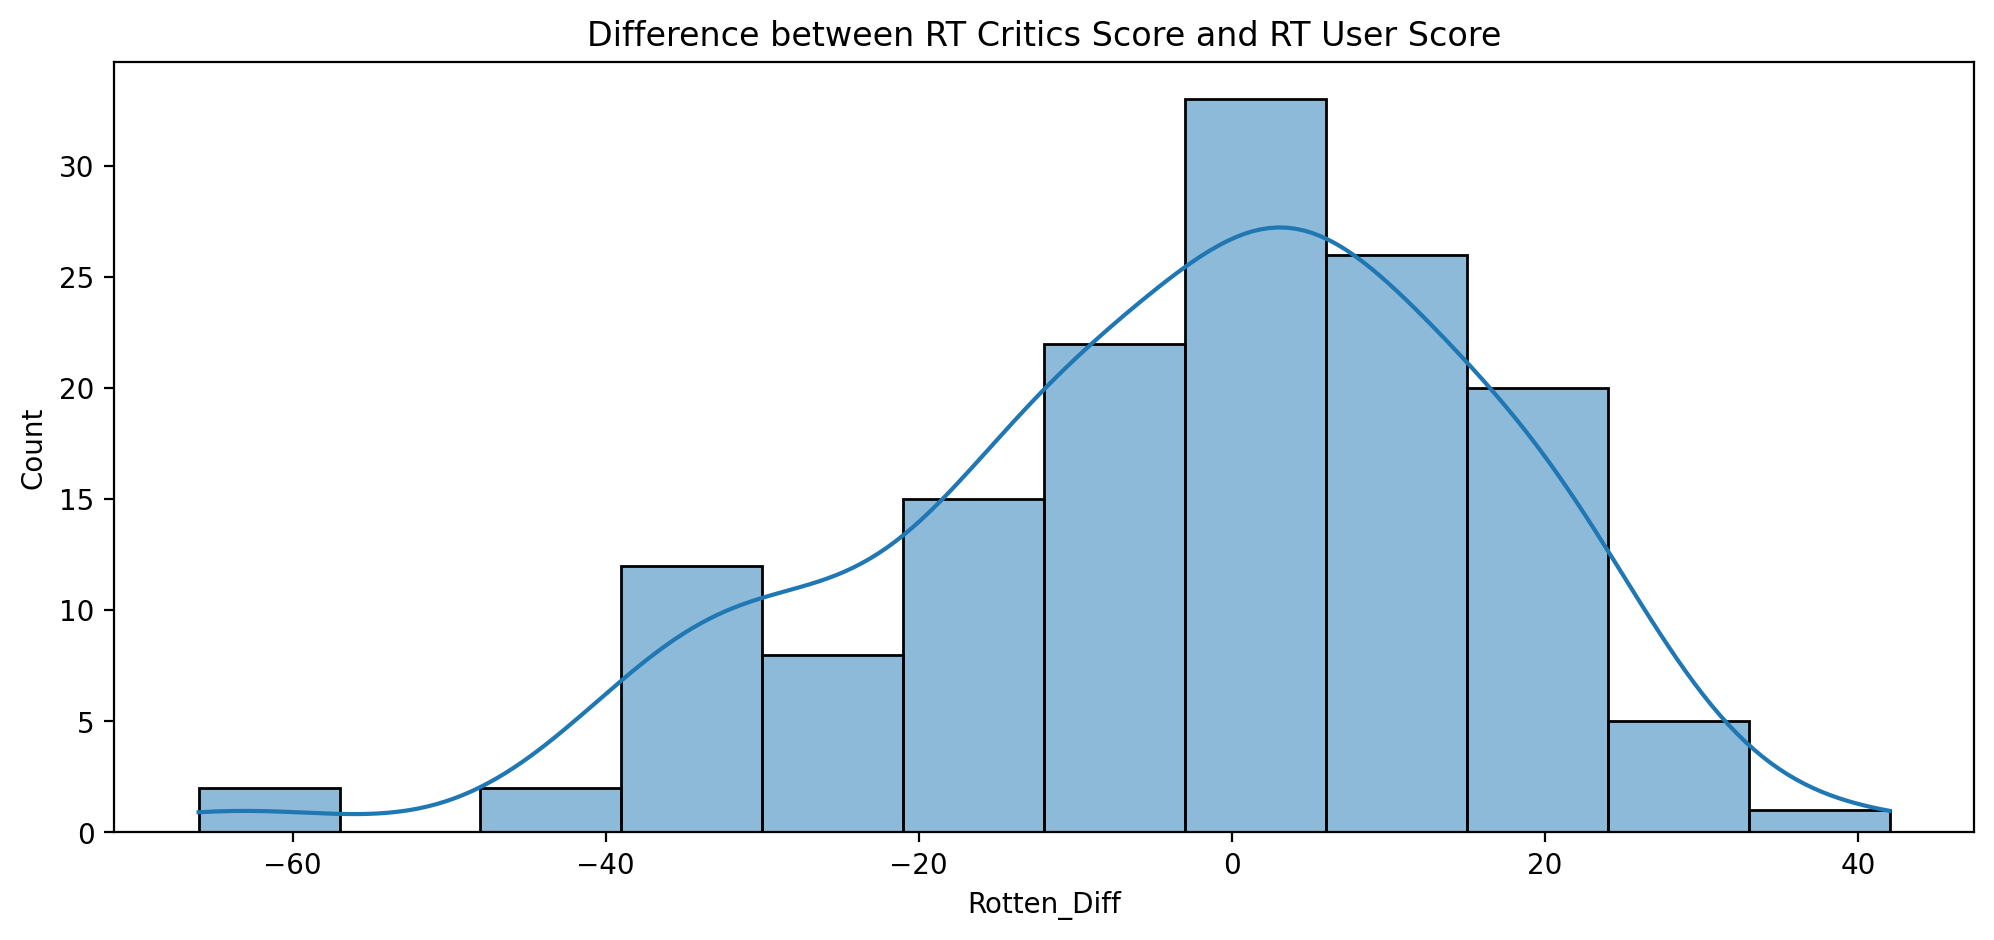 Difference between RT Critics Score and RT User Score
30
25
20
15
10
5
0
Count
−60 −40 −20 0 20 40
Rotten_Diff